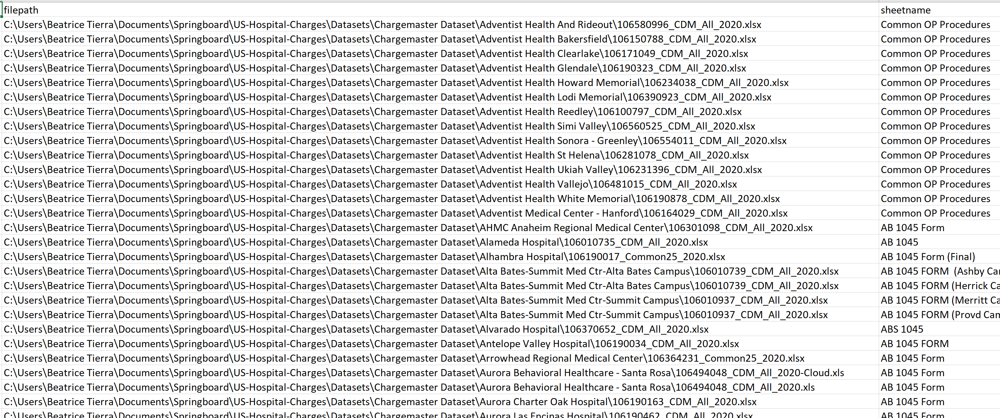 filepath sheetname
C:\Users\Beatrice Tierra\Documents\Springboard\US-Hospital-Charges\Datasets\Chargemaster Dataset\Adventist Health And Rideout\106580996_CDM_All_2020.xlsx Common OP Procedures
C:\Users\Beatrice Tierra\Documents\Springboard\US-Hospital-Charges\Datasets\Chargemaster Dataset\Adventist Health Bakersfield\106150788_CDM_All_2020.xlsx Common OP Procedures
C:\Users\Beatrice Tierra\Documents\Springboard\US-Hospital-Charges\Datasets\Chargemaster Dataset\Adventist Health Clearlake\106171049_CDM_All_2020.xlsx Common OP Procedures
C:\Users\Beatrice Tierra\Documents\Springboard\US-Hospital-Charges\Datasets\Chargemaster Dataset\Adventist Health Glendale\106190323_CDM_All_2020.xlsx Common OP Procedures
C:\Users\Beatrice Tierra\Documents\Springboard\US-Hospital-Charges\Datasets\Chargemaster Dataset\Adventist Health Howard Memorial\106234038_CDM_All_2020.xlsx Common OP Procedures
C:\Users\Beatrice Tierra\Documents\Springboard\US-Hospital-Charges\Datasets\Chargemaster Dataset\Adventist Health Lodi Memorial\106390923_CDM_All_2020.xlsx Common OP Procedures
C:\Users\Beatrice Tierra\Documents\Springboard\US-Hospital-Charges\Datasets\Chargemaster Dataset\Adventist Health Reedley\106100797_CDM_All_2020.xlsx Common OP Procedures
C:\Users\Beatrice Tierra\Documents\Springboard\US-Hospital-Charges\Datasets\Chargemaster Dataset\Adventist Health Simi Valley\106560525_CDM_All_2020.xlsx Common OP Procedures
C:\Users\Beatrice Tierra\Documents\Springboard\US-Hospital-Charges\Datasets\Chargemaster Dataset\Adventist Health Sonora - Greenley\106554011_CDM_All_2020.xlsx Common OP Procedures
C:\Users\Beatrice Tierra\Documents\Springboard\US-Hospital-Charges\Datasets\Chargemaster Dataset\Adventist Health St Helena\106281078_CDM_All_2020.xlsx Common OP Procedures
C:\Users\Beatrice Tierra\Documents\Springboard\US-Hospital-Charges\Datasets\Chargemaster Dataset\Adventist Health Ukiah Valley\106231396_CDM_All_2020.xlsx Common OP Procedures
C:\Users\Beatrice Tierra\Documents\Springboard\US-Hospital-Charges\Datasets\Chargemaster Dataset\Adventist Health Vallejo\106481015_CDM_All_2020.xlsx Common OP Procedures
C:\Users\Beatrice Tierra\Documents\Springboard\US-Hospital-Charges\Datasets\Chargemaster Dataset\Adventist Health White Memorial\106190878_CDM_All_2020.xlsx Common OP Procedures
C:\Users\Beatrice Tierra\Documents\Springboard\US-Hospital-Charges\Datasets\Chargemaster Dataset\Adventist Medical Center - Hanford\106164029_CDM_All_2020.xlsx Common OP Procedures
C:\Users\Beatrice Tierra\Documents\Springboard\US-Hospital-Charges\Datasets\Chargemaster Dataset\AHMC Anaheim Regional Medical Center\106301098_CDM_All_2020.xlsx AB 1045 Form
C:\Users\Beatrice Tierra\Documents\Springboard\US-Hospital-Charges\Datasets\Chargemaster Dataset\Alameda Hospital\106010735_CDM_All_2020.xlsx AB 1045
C:\Users\Beatrice Tierra\Documents\Springboard\US-Hospital-Charges\Datasets\Chargemaster Dataset\Alhambra Hospital\106190017_Common25_2020.xlsx AB 1045 Form (Final)
C:\Users\Beatrice Tierra\Documents\Springboard\US-Hospital-Charges\Datasets\Chargemaster Dataset\Alta Bates-Summit Med Ctr-Alta Bates Campus\106010739_CDM_All_2020.xlsx AB 1045 FORM  (Ashby Ca
C:\Users\Beatrice Tierra\Documents\Springboard\US-Hospital-Charges\Datasets\Chargemaster Dataset\Alta Bates-Summit Med Ctr-Alta Bates Campus\106010739_CDM_All_2020.xlsx AB 1045 FORM (Herrick Ca
C:\Users\Beatrice Tierra\Documents\Springboard\US-Hospital-Charges\Datasets\Chargemaster Dataset\Alta Bates-Summit Med Ctr-Summit Campus\106010937_CDM_All_2020.xlsx AB 1045 FORM (Merritt Ca
C:\Users\Beatrice Tierra\Documents\Springboard\US-Hospital-Charges\Datasets\Chargemaster Dataset\Alta Bates-Summit Med Ctr-Summit Campus\106010937_CDM_All_2020.xlsx AB 1045 FORM (Provd Cam
C:\Users\Beatrice Tierra\Documents\Springboard\US-Hospital-Charges\Datasets\Chargemaster Dataset\Alvarado Hospital\106370652_CDM_All_2020.xlsx ABS 1045
C:\Users\Beatrice Tierra\Documents\Springboard\US-Hospital-Charges\Datasets\Chargemaster Dataset\Antelope Valley Hospital\106190034_CDM_All_2020.xlsx AB 1045 FORM
C:\Users\Beatrice Tierra\Documents\Springboard\US-Hospital-Charges\Datasets\Chargemaster Dataset\Arrowhead Regional Medical Center\106364231_Common25_2020.xlsx AB 1045 Form
C:\Users\Beatrice Tierra\Documents\Springboard\US-Hospital-Charges\Datasets\Chargemaster Dataset\Aurora Behavioral Healthcare - Santa Rosa\106494048_CDM_All_2020-Cloud.xls AB 1045 Form
C:\Users\Beatrice Tierra\Documents\Springboard\US-Hospital-Charges\Datasets\Chargemaster Dataset\Aurora Behavioral Healthcare - Santa Rosa\106494048_CDM_All_2020.xls AB 1045 Form
C:\Users\Beatrice Tierra\Documents\Springboard\US-Hospital-Charges\Datasets\Chargemaster Dataset\Aurora Charter Oak Hospital\106190163_CDM_All_2020.xlsx AB 1045 Form
C:\Users\Beatrice Tierra\Documents\Springboard\US-Hospital-Charges\Datasets\Chargemaster Dataset\Aurora Las Encinas Hospital\106190462_CDM_All_2020.xlsx AB 1045 Form